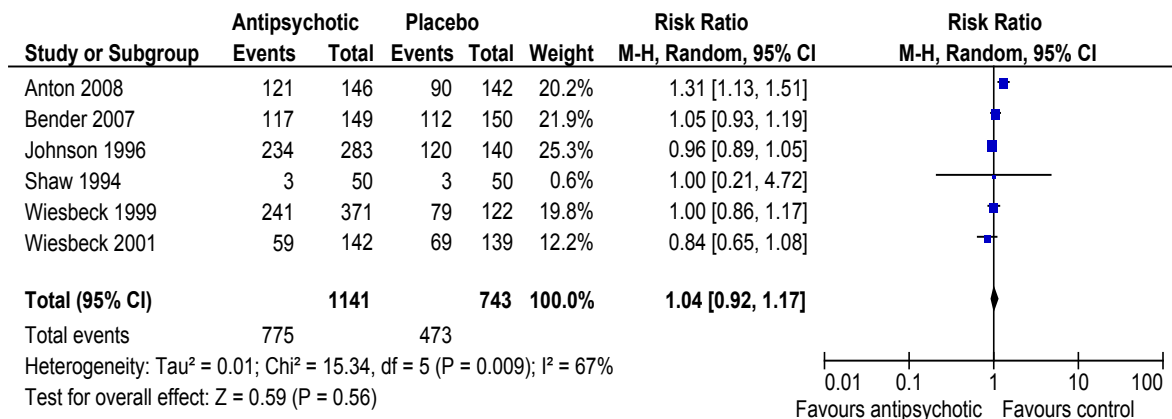 Antipsychotic Placebo Risk Ratio Risk Ratio
Study or Subgroup Events Total Events Total Weight M-H, Random, 95% CI M-H, Random, 95% CI
Anton 2008 121 146 90 142 20.2% 1.31 [1.13, 1.51]
Bender 2007 117 149 112 150 21.9% 1.05 [0.93, 1.19]
Johnson 1996 234 283 120 140 25.3% 0.96 [0.89, 1.05]
Shaw 1994 3 50 3 50 0.6% 1.00 [0.21, 4.72]
Wiesbeck 1999 241 371 79 122 19.8% 1.00 [0.86, 1.17]
Wiesbeck 2001 59 142 69 139 12.2% 0.84 [0.65, 1.08]
Total (95% CI) 1141 743 100.0% 1.04 [0.92, 1.17]
Total events 775 473
Heterogeneity: Tau² = 0.01; Chi² = 15.34, df = 5 (P = 0.009); I² = 67%
Test for overall effect: Z = 0.59 (P = 0.56)
0.01 0.1 1 10 100
Favours antipsychotic Favours control